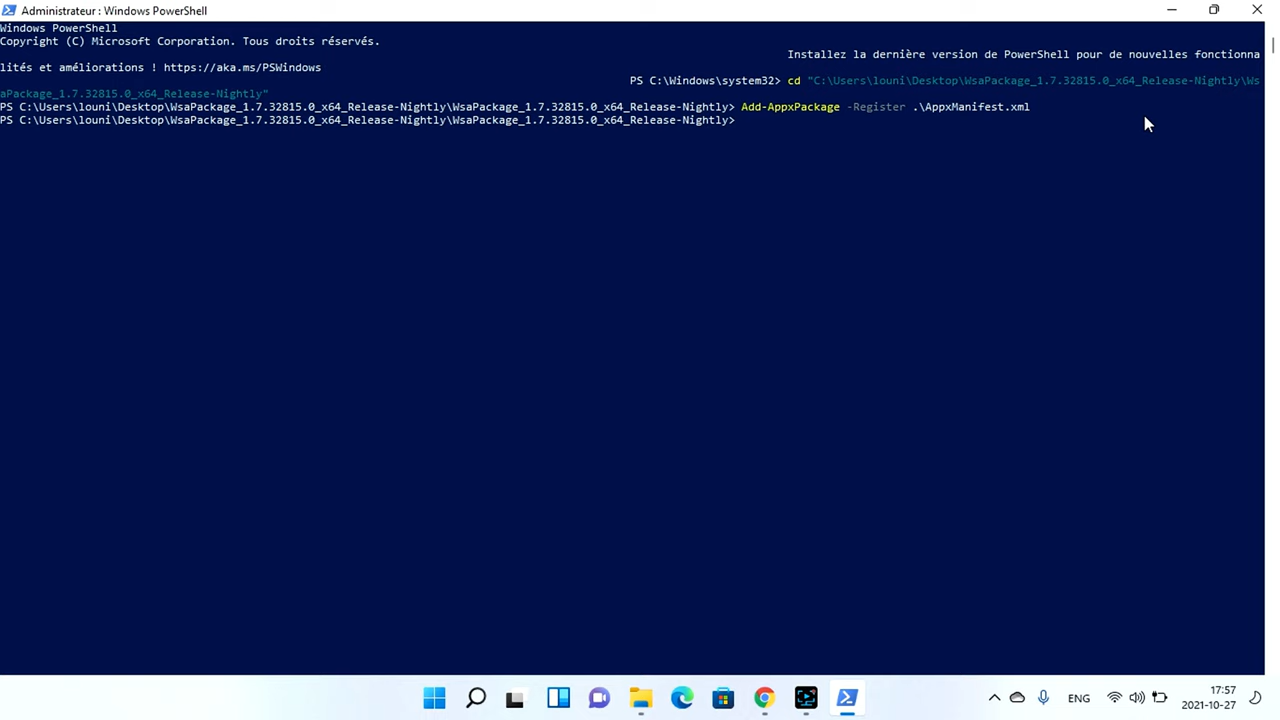 Administrateur : Windows PowerShell
Windows PowerShell
Copyright (C) Microsoft Corporation. Tous droits réservés.
Installez la dernière version de PowerShell pour de nouvelles fonctionna
lités et améliorations ! https://aka.ms/PSWindows
PS C:\Windows\system32> cd "C:\Users\louni\Desktop\WsaPackage_1.7.32815.0_x64_Release-Nightly\Ws
aPackage_1.7.32815.0_x64_Release-Nightly"
PS C:\Users\louni\Desktop\WsaPackage_1.7.32815.0_x64_Release-Nightly\WsaPackage_1.7.32815.0_x64_Release-Nightly> Add-AppxPackage -Register .\AppxManifest.xml
PS C:\Users\louni\Desktop\WsaPackage_1.7.32815.0_x64_Release-Nightly\WsaPackage_1.7.32815.0_x64_Release-Nightly>
ENG
17:57
2021-10-27